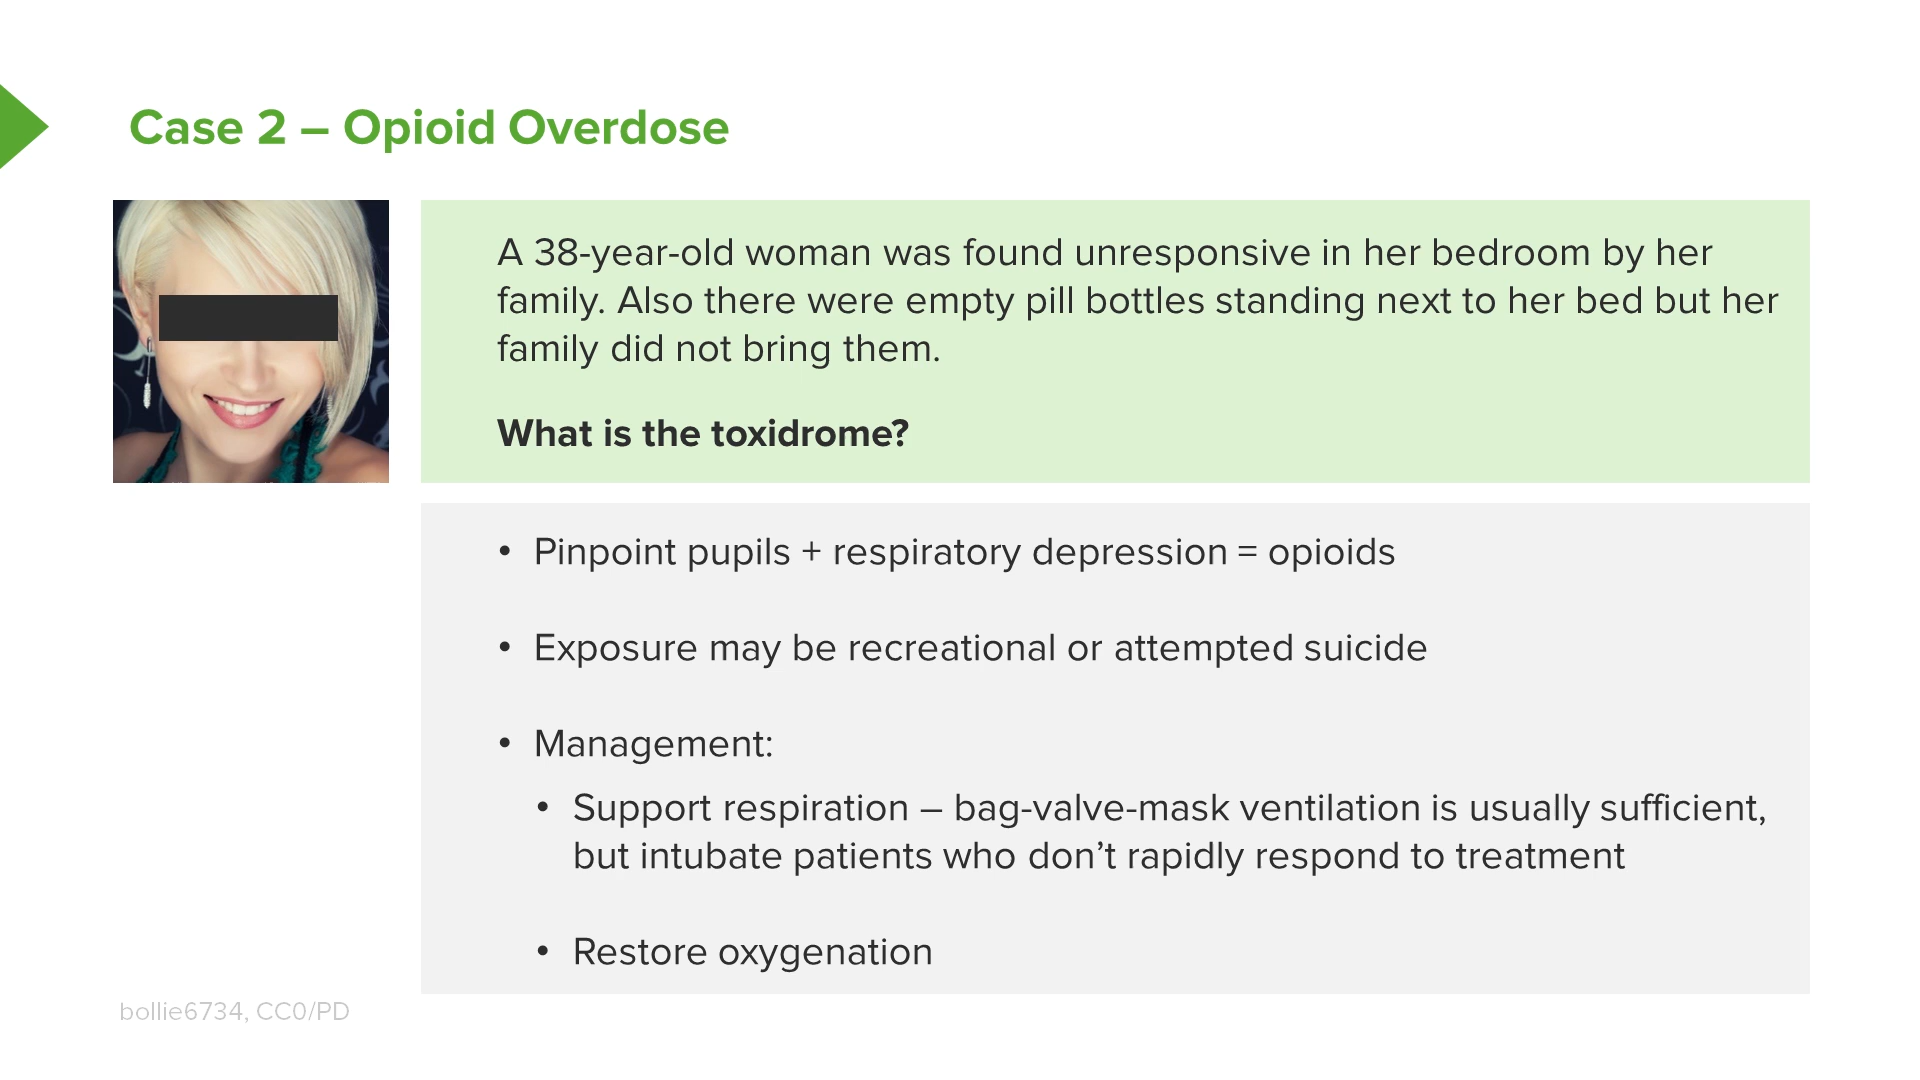 Case 2 – Opioid Overdose
A 38-year-old woman was found unresponsive in her bedroom by her
family. Also there were empty pill bottles standing next to her bed but her
family did not bring them.
What is the toxidrome?
• Pinpoint pupils + respiratory depression = opioids
• Exposure may be recreational or attempted suicide
• Management:
• Support respiration – bag-valve-mask ventilation is usually sufficient,
but intubate patients who don’t rapidly respond to treatment
• Restore oxygenation
bollie6734, CC0/PD